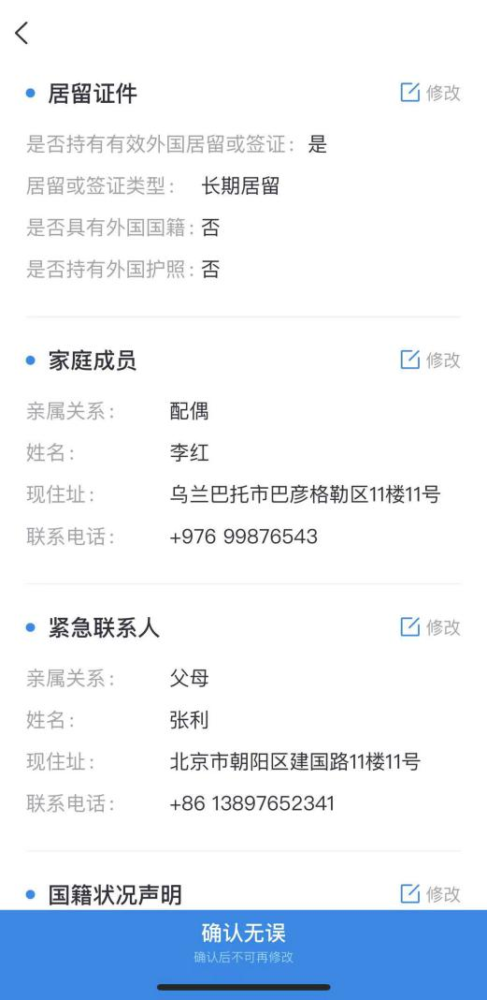 居留证件 修改
是否持有有效外国居留或签证： 是
居留或签证类型： 长期居留
是否具有外国国籍：否
是否持有外国护照：否
家庭成员 修改
亲属关系： 配偶
姓名： 李红
现住址： 乌兰巴托市巴彦格勒区11楼11号
联系电话： +976 99876543
紧急联系人 修改
亲属关系： 父母
姓名： 张利
现住址： 北京市朝阳区建国路11楼11号
联系电话： +86 13897652341
国籍状况声明 修改
确认无误
确认后不可再修改